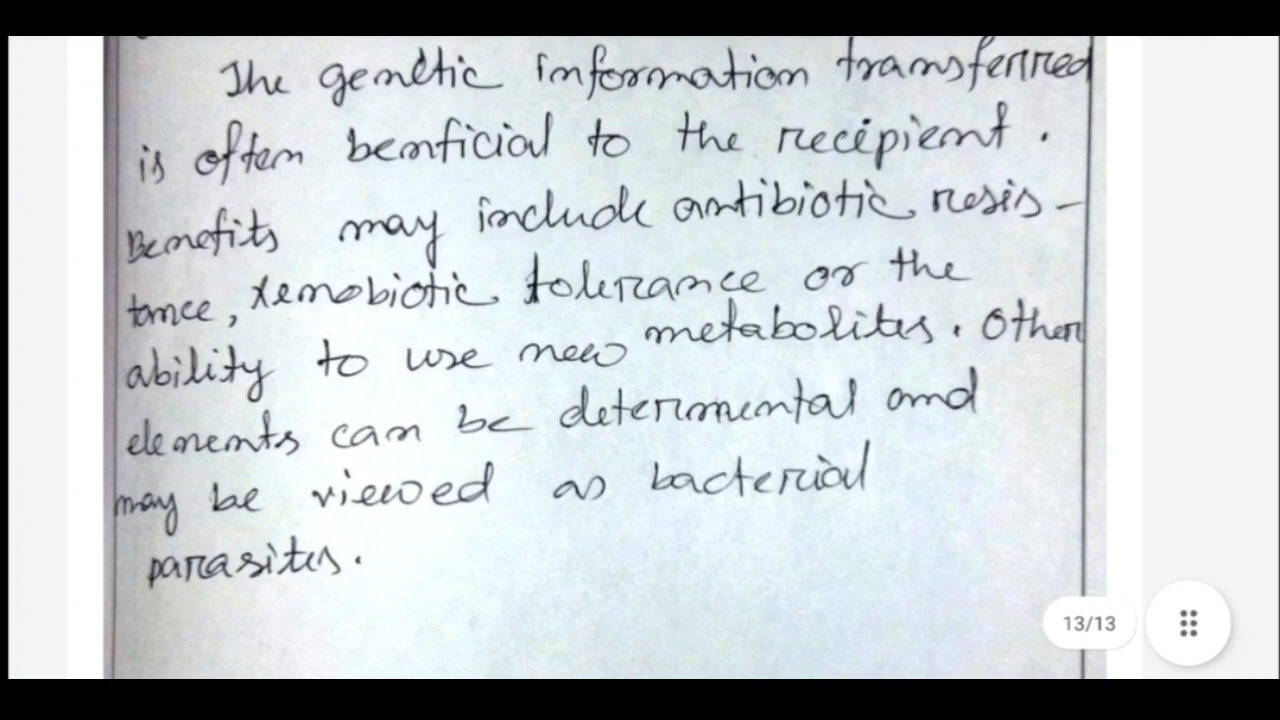 The genetic information transferred
is often benficial to the recipient.
Benefits may include antibiotic resis-
tance, xenobiotic tolerance or the
ability to use new metabolites. Other
elements can be determental and
may be viewed as bacterial
parasites.
13/13